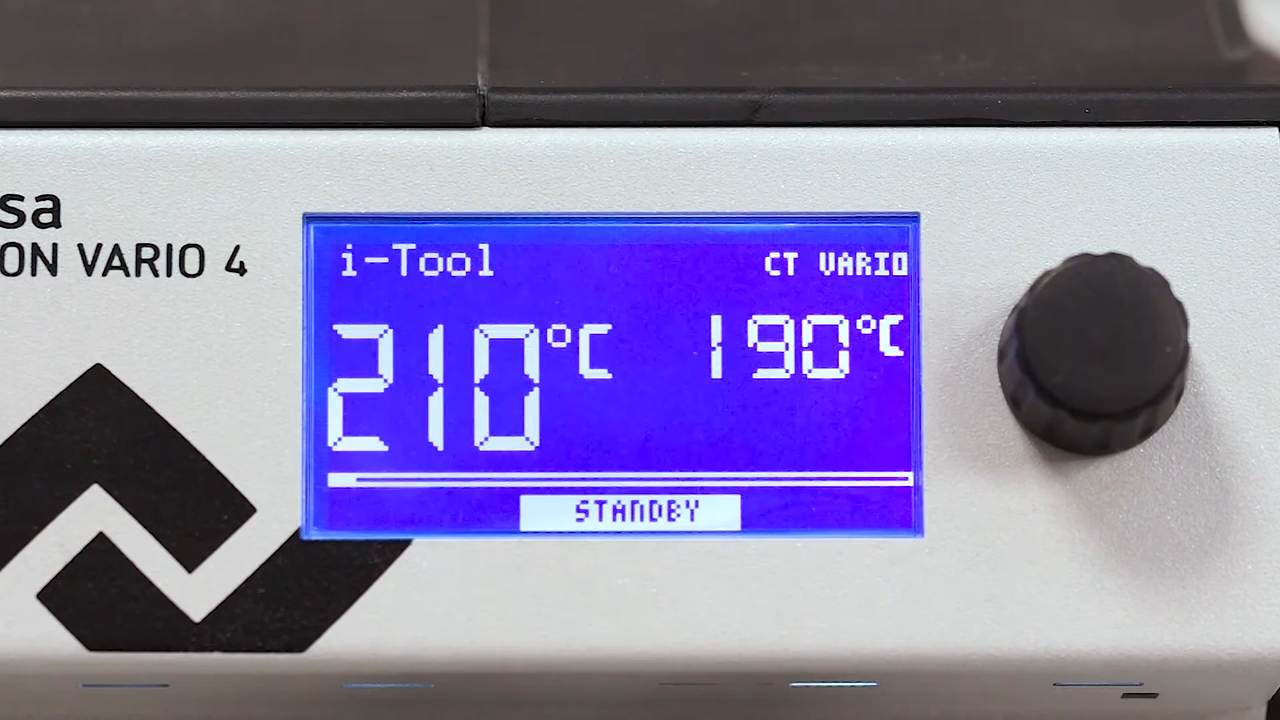 sa
ON VARIO 4
i-Tool CT VARIO
210°C 190°C
STANDBY